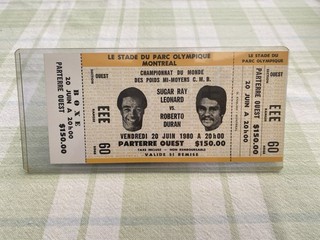 BOXE
20 JUIN A 20H00
PARTERRE OUEST
$150.00
LE STADE DU PARC OLYMPIQUE
MONTREAL
CHAMPIONNAT DU MONDE
DES POIDS MI-MOYENS C.M.B.
SUGAR RAY
LEONARD
vs
ROBERTO
DURAN
VENDREDI 20 JUIN 1980 A 20h00
PARTERRE OUEST $150.00
VALIDE SI REMISE
OUEST
EEE
60
OUEST
EEE
60
LE STADE DU PARC
OLYMPIQUE
20 JUIN A 20H00
PARTERRE OUEST
$150.00
OUEST
EEE
60